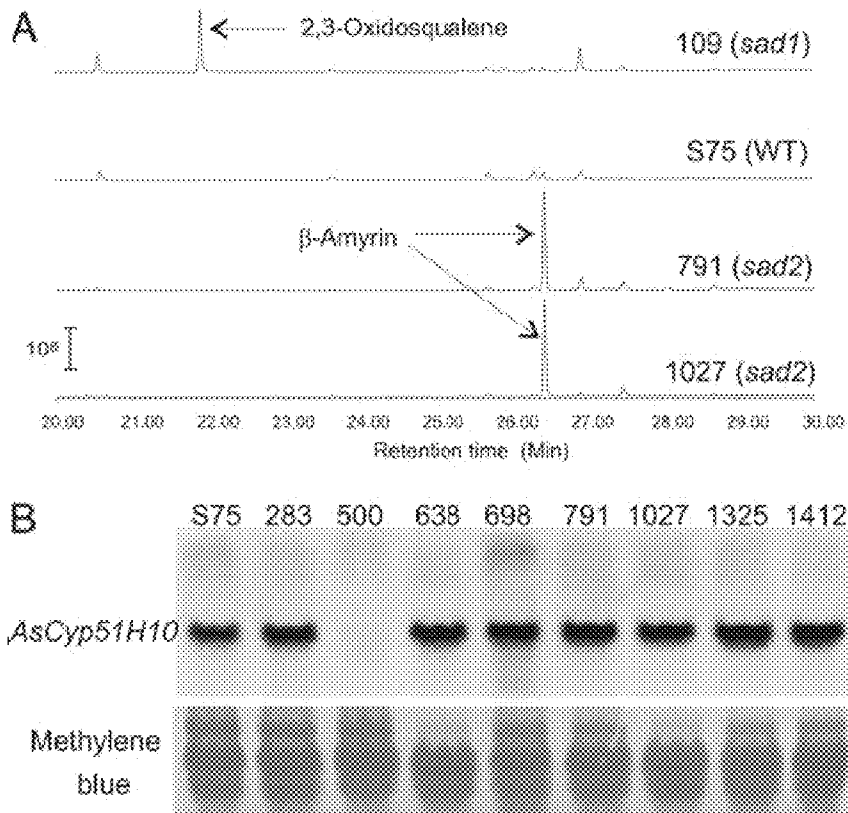 A
2,3-Oxidosqualene
109 (sad1)
S75 (WT)
β-Amyrin
791 (sad2)
1027 (sad2)
20.00 21.00 22.00 23.00 24.00 25.00 26.00 27.00 28.00 29.00 30.00
Retention time (Min)
B
S75 283 500 638 698 791 1027 1325 1412
AsCyp51H10
Methylene
blue